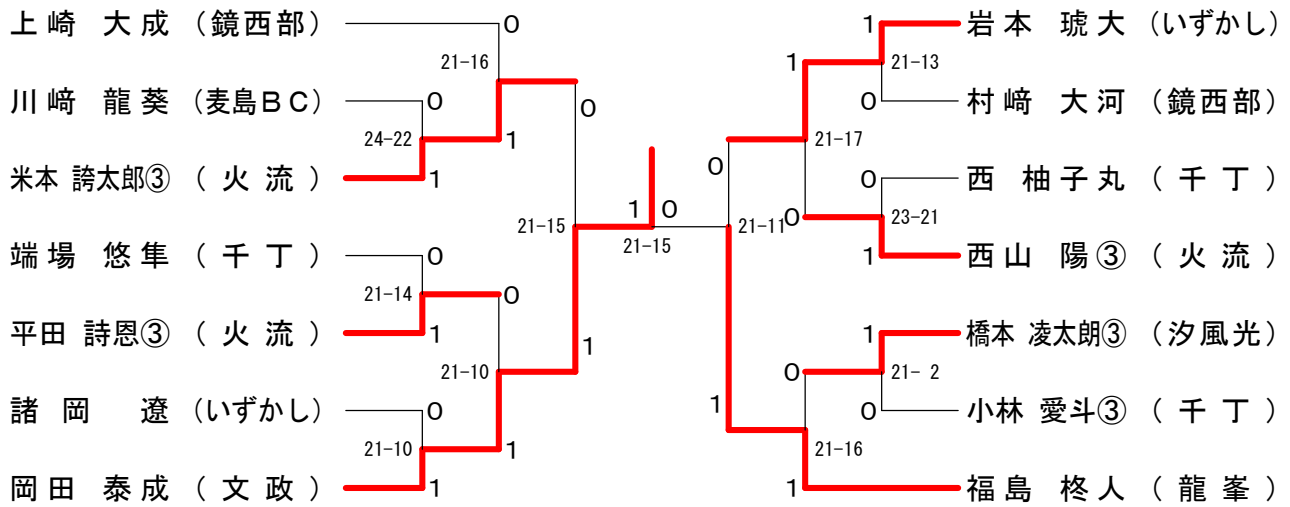 上崎 大成 (鏡西部)
0
21-16
川﨑 龍葵 (麦島BC)
0
24-22
1
米本 誇太郎③ (火流)
1
0
21-15
端場 悠隼 (千丁)
0
21-14
0
平田 詩恩③ (火流)
1
1
21-10
諸岡 遼 (いずかし)
0
21-10
1
岡田 泰成 (文政)
1
1 0
21-15
1 岩本 琥大 (いずかし)
1
21-13
0 村﨑 大河 (鏡西部)
21-17
0
0 西 柚子丸 (千丁)
23-21
21-11
0
1 西山 陽③ (火流)
1 橋本 凌太朗③ (汐風光)
0
21- 2
1
0 小林 愛斗③ (千丁)
21-16
1 福島 柊人 (龍峯)